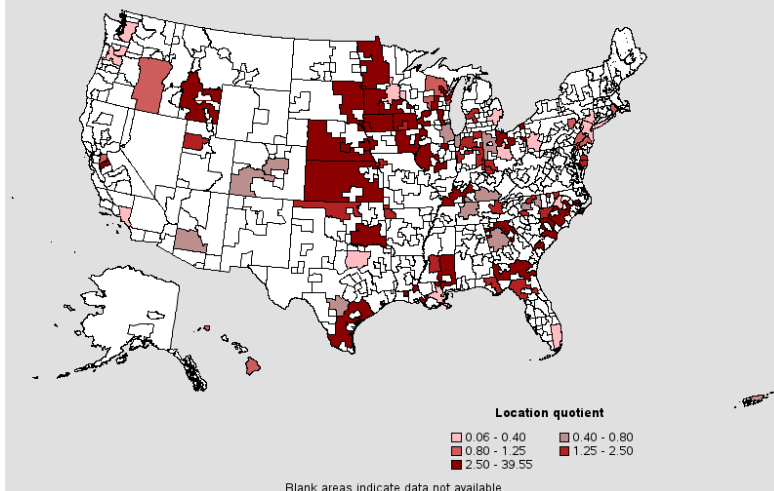 Location quotient
0.06 - 0.40
0.40 - 0.80
0.80 - 1.25
1.25 - 2.50
2.50 - 39.55
Blank areas indicate data not available